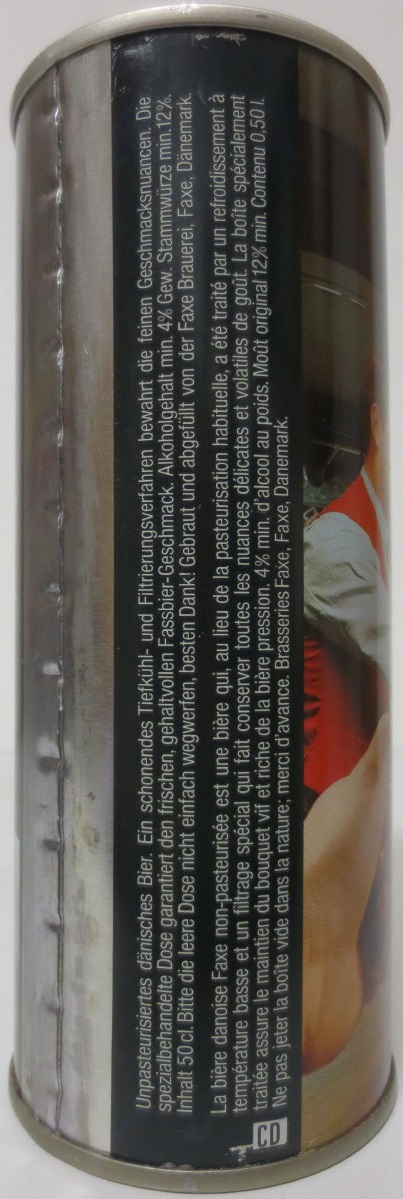 Unpasteurisiertes dänisches Bier. Ein schonendes Tiefkühl- und Filtrierungsverfahren bewahrt die feinen Geschmacksnuancen. Die
spezialbehandelte Dose garantiert den frischen, gehaltvollen Fassbier-Geschmack. Alkoholgehalt min. 4% Gew. Stammwürze min.12%.
Inhalt 50 cl. Bitte die leere Dose nicht einfach wegwerfen, besten Dank! Gebraut und abgefüllt von der Faxe Brauerei, Faxe, Dänemark.
La bière danoise Faxe non-pasteurisée est une bière qui, au lieu de la pasteurisation habituelle, a été traité par un refroidissement à
température basse et un filtrage spécial qui fait conserver toutes les nuances délicates et volatiles de goût. La boîte spécialement
traitée assure le maintien du bouquet vif et riche de la bière pression. 4% min. d'alcool au poids. Moût original 12% min. Contenu 0,50 l.
Ne pas jeter la boîte vide dans la nature; merci d'avance. Brasseries Faxe, Faxe, Danemark.
CD